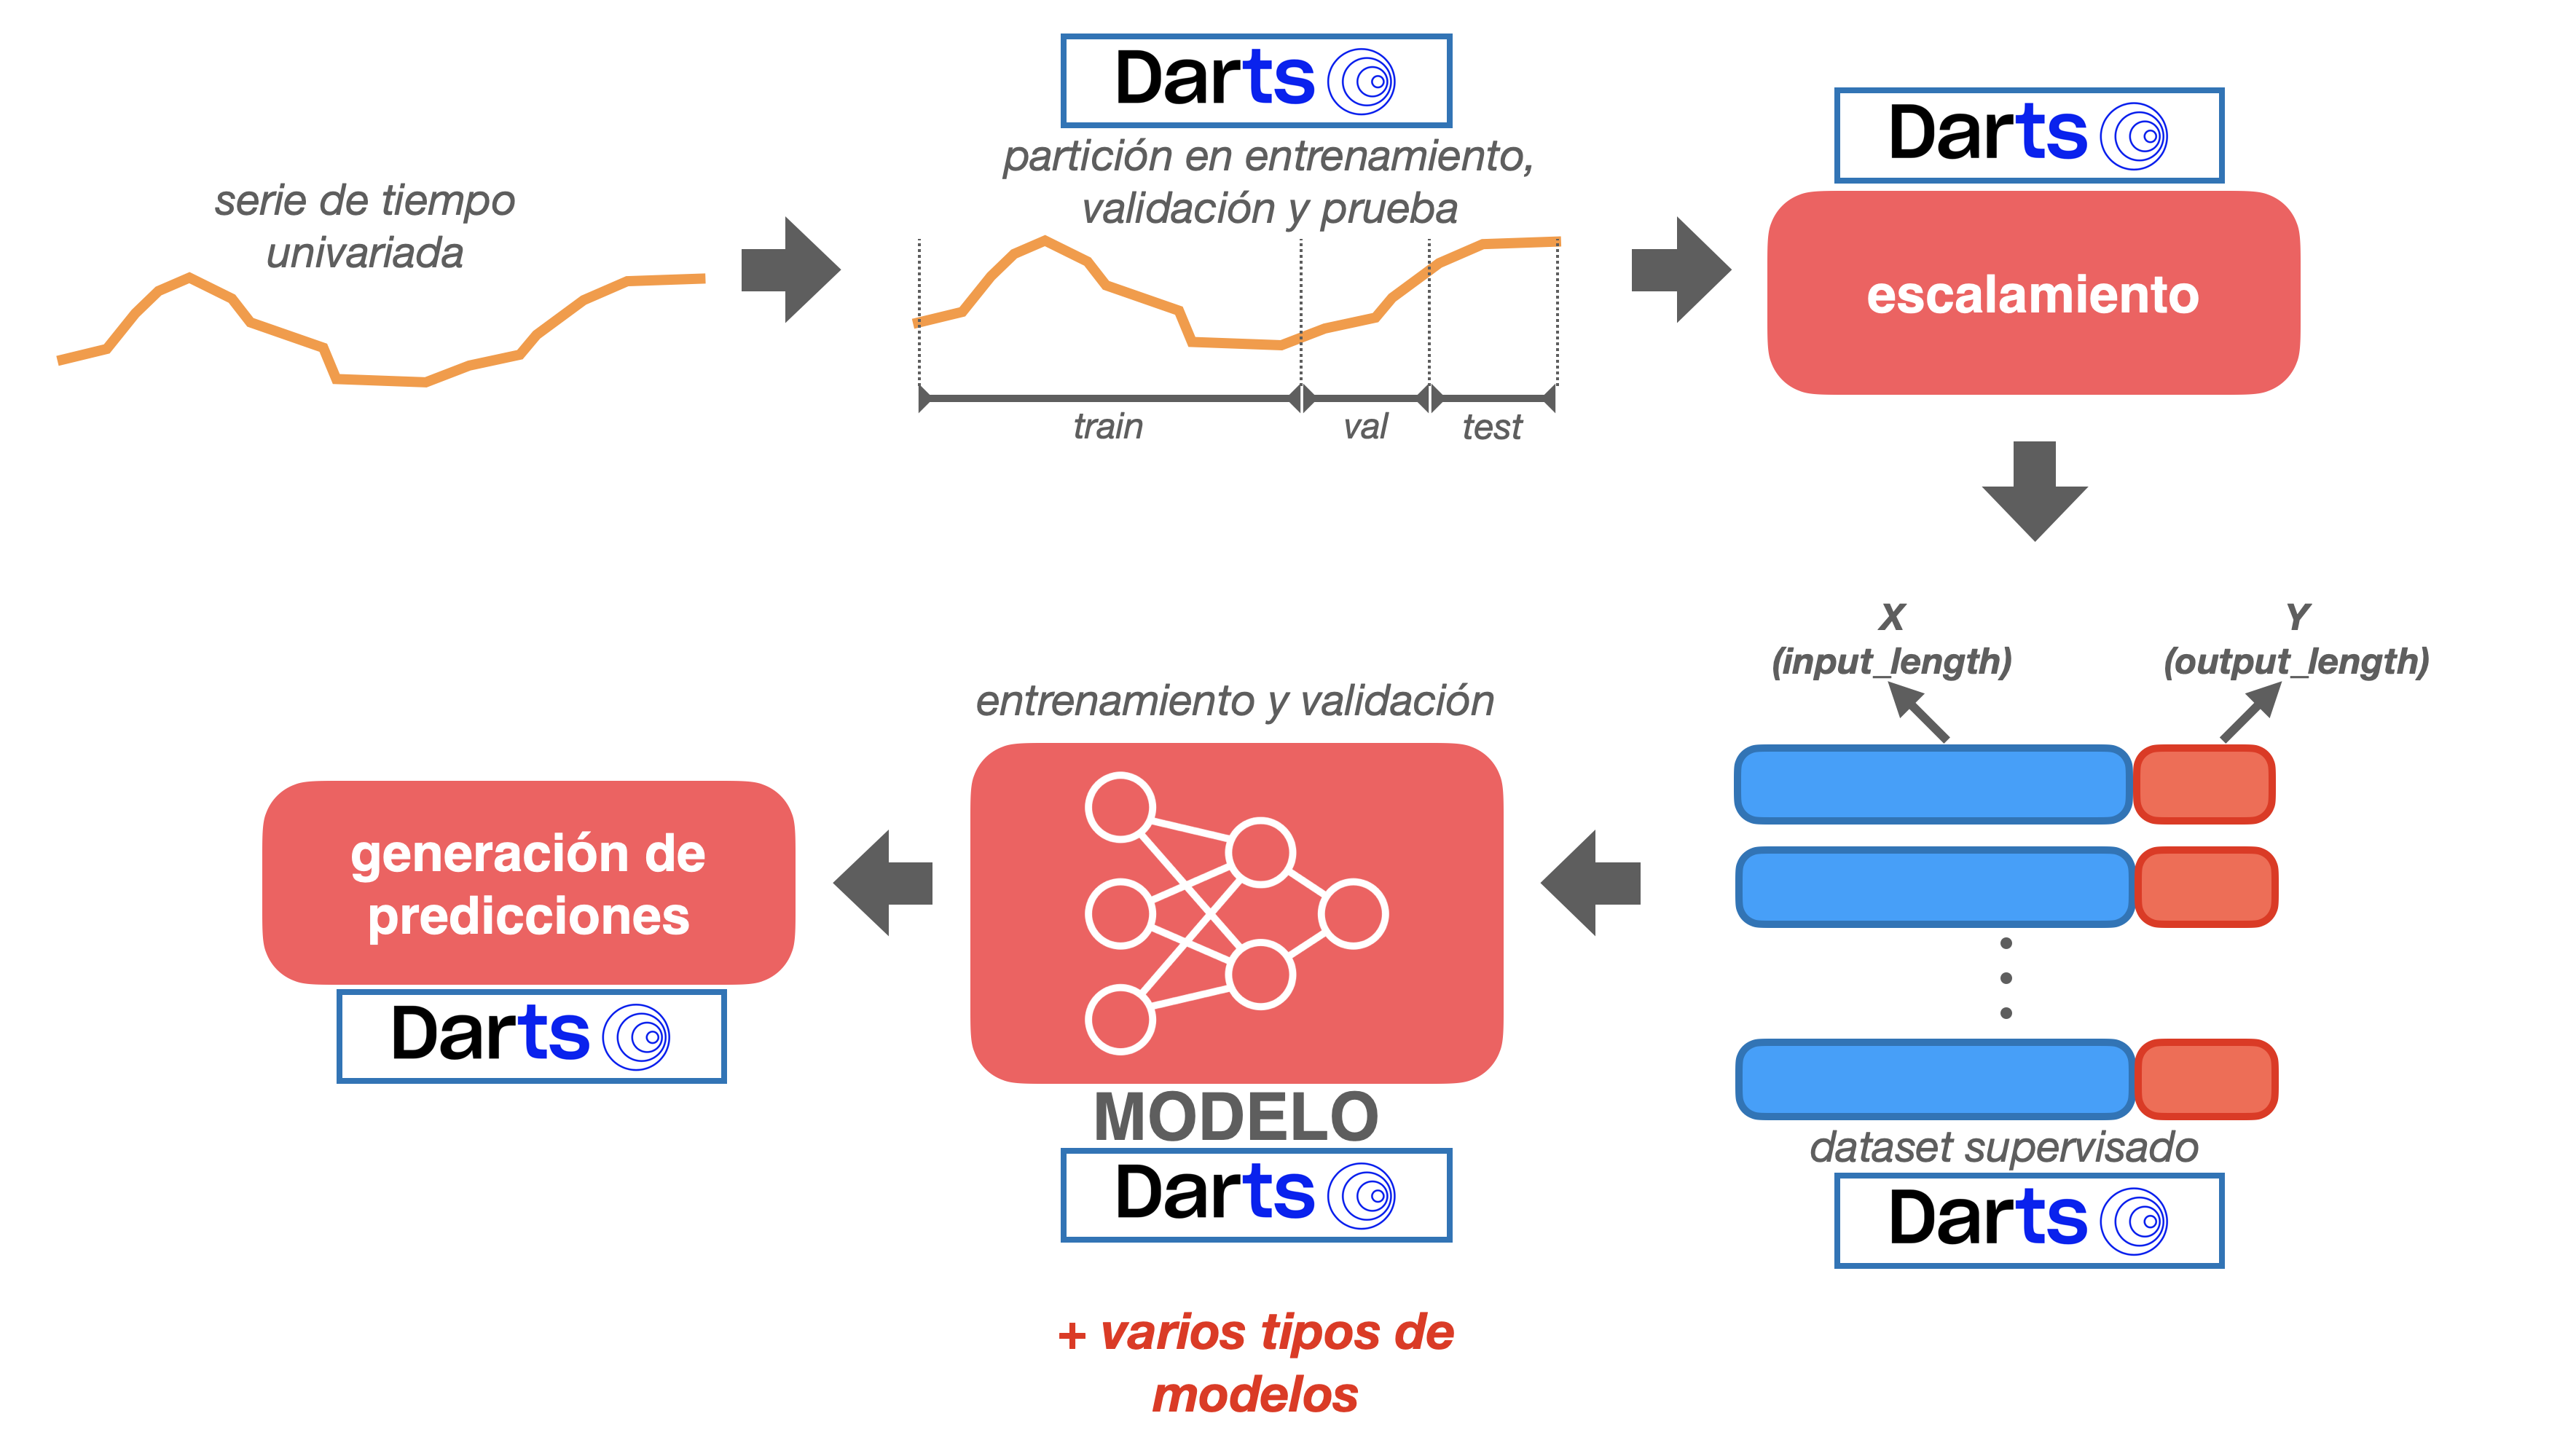 serie de tiempo
univariada
Darts
partición en entrenamiento,
validación y prueba
train
val
test
Darts
escalamiento
X
(input_length)
Y
(output_length)
dataset supervisado
Darts
entrenamiento y validación
MODELO
Darts
+ varios tipos de
modelos
generación de
predicciones
Darts